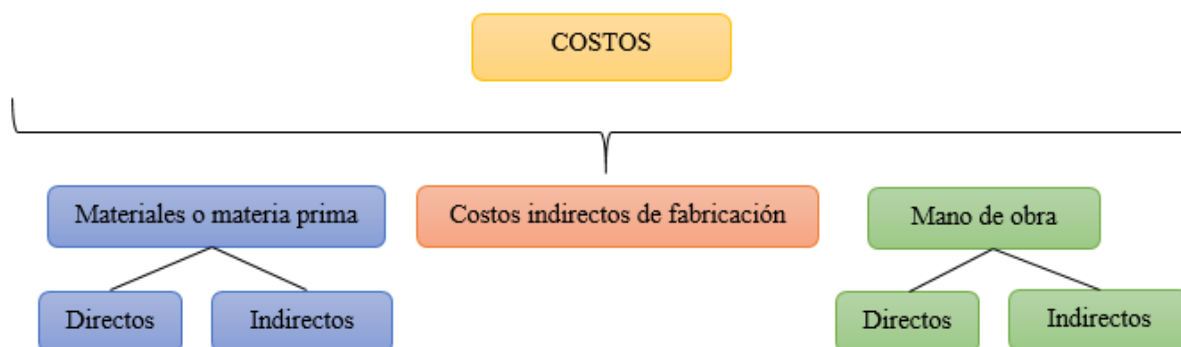 COSTOS
Materiales o materia prima
Costos indirectos de fabricación
Mano de obra
Directos
Indirectos
Directos
Indirectos